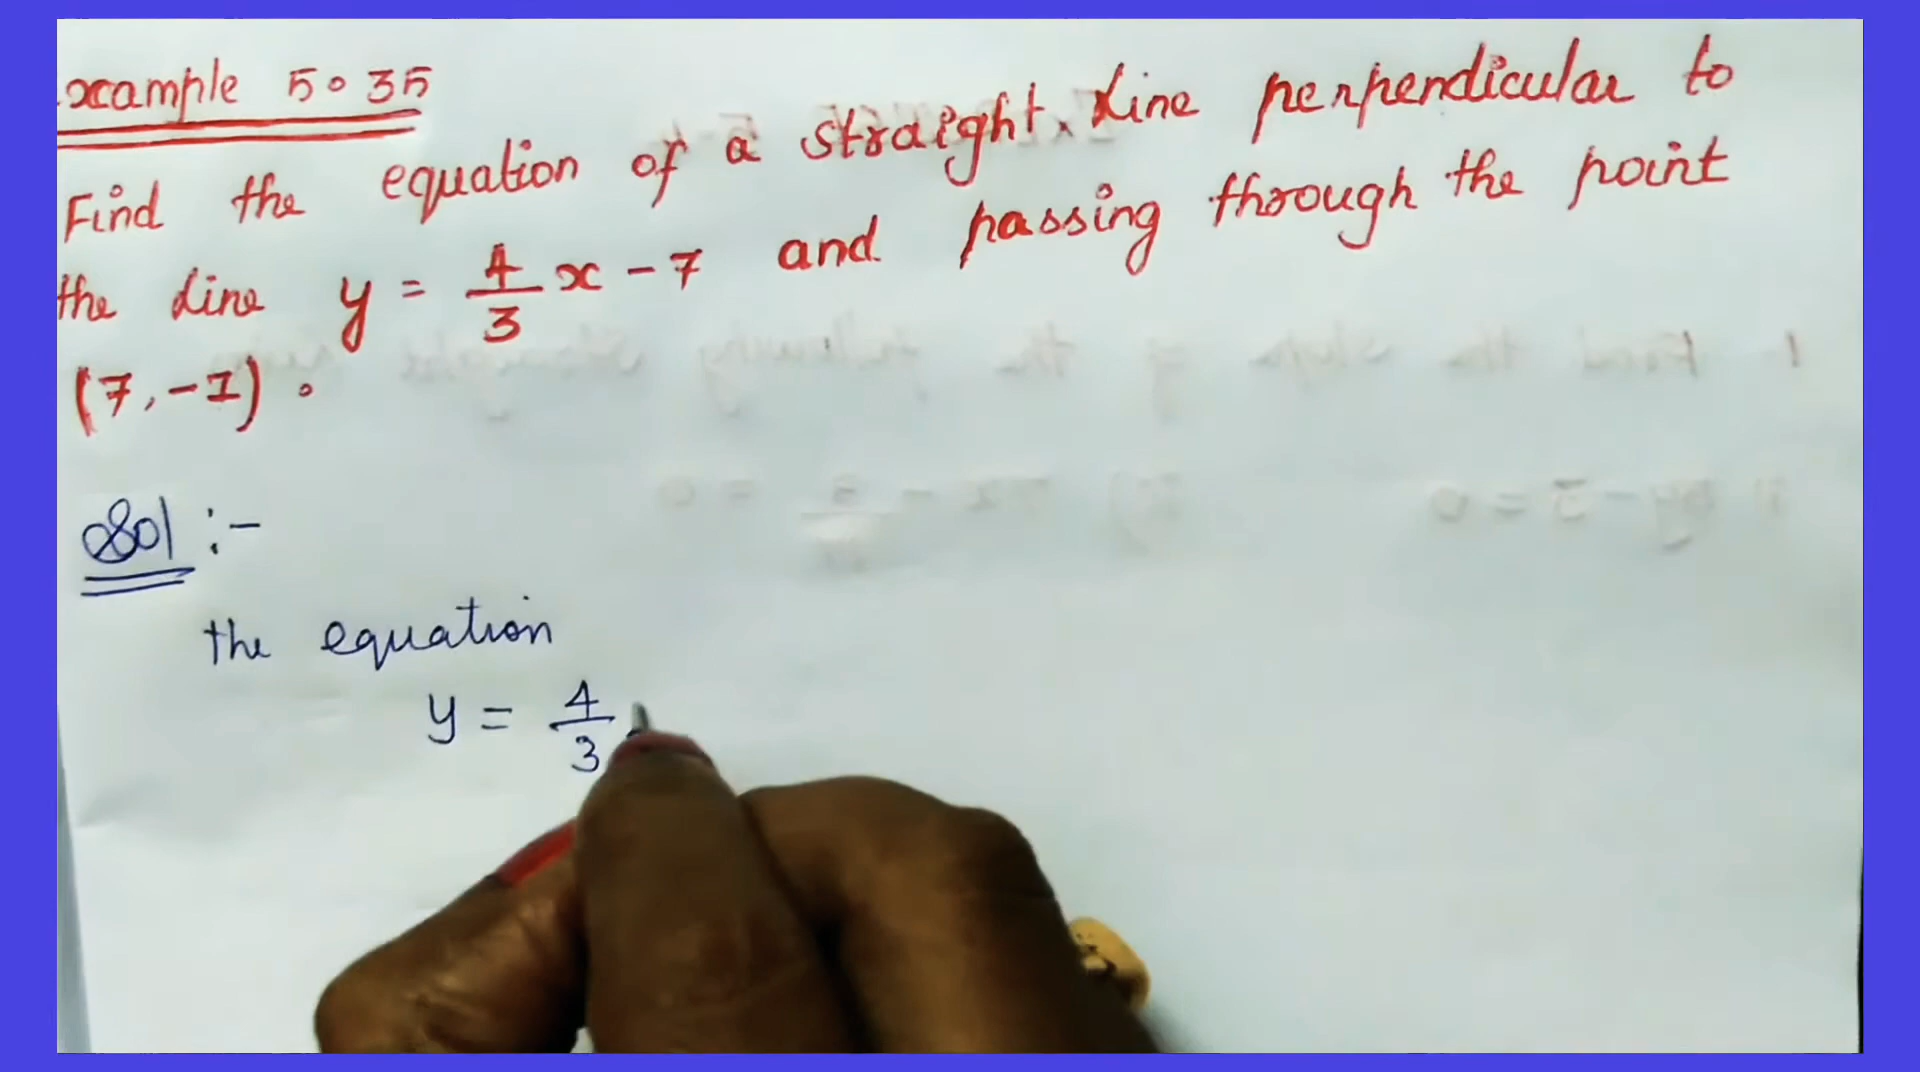 xample 5.35
Find the equation of a straight line perpendicular to
the line y = 4/3 x - 7 and passing through the point
(7, -1).
Sol :-
the equation
y = 4/3